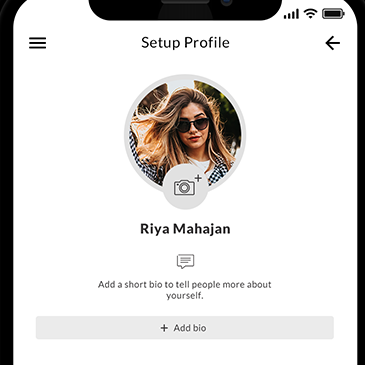 Setup Profile
Riya Mahajan
Add a short bio to tell people more about
yourself.
+ Add bio